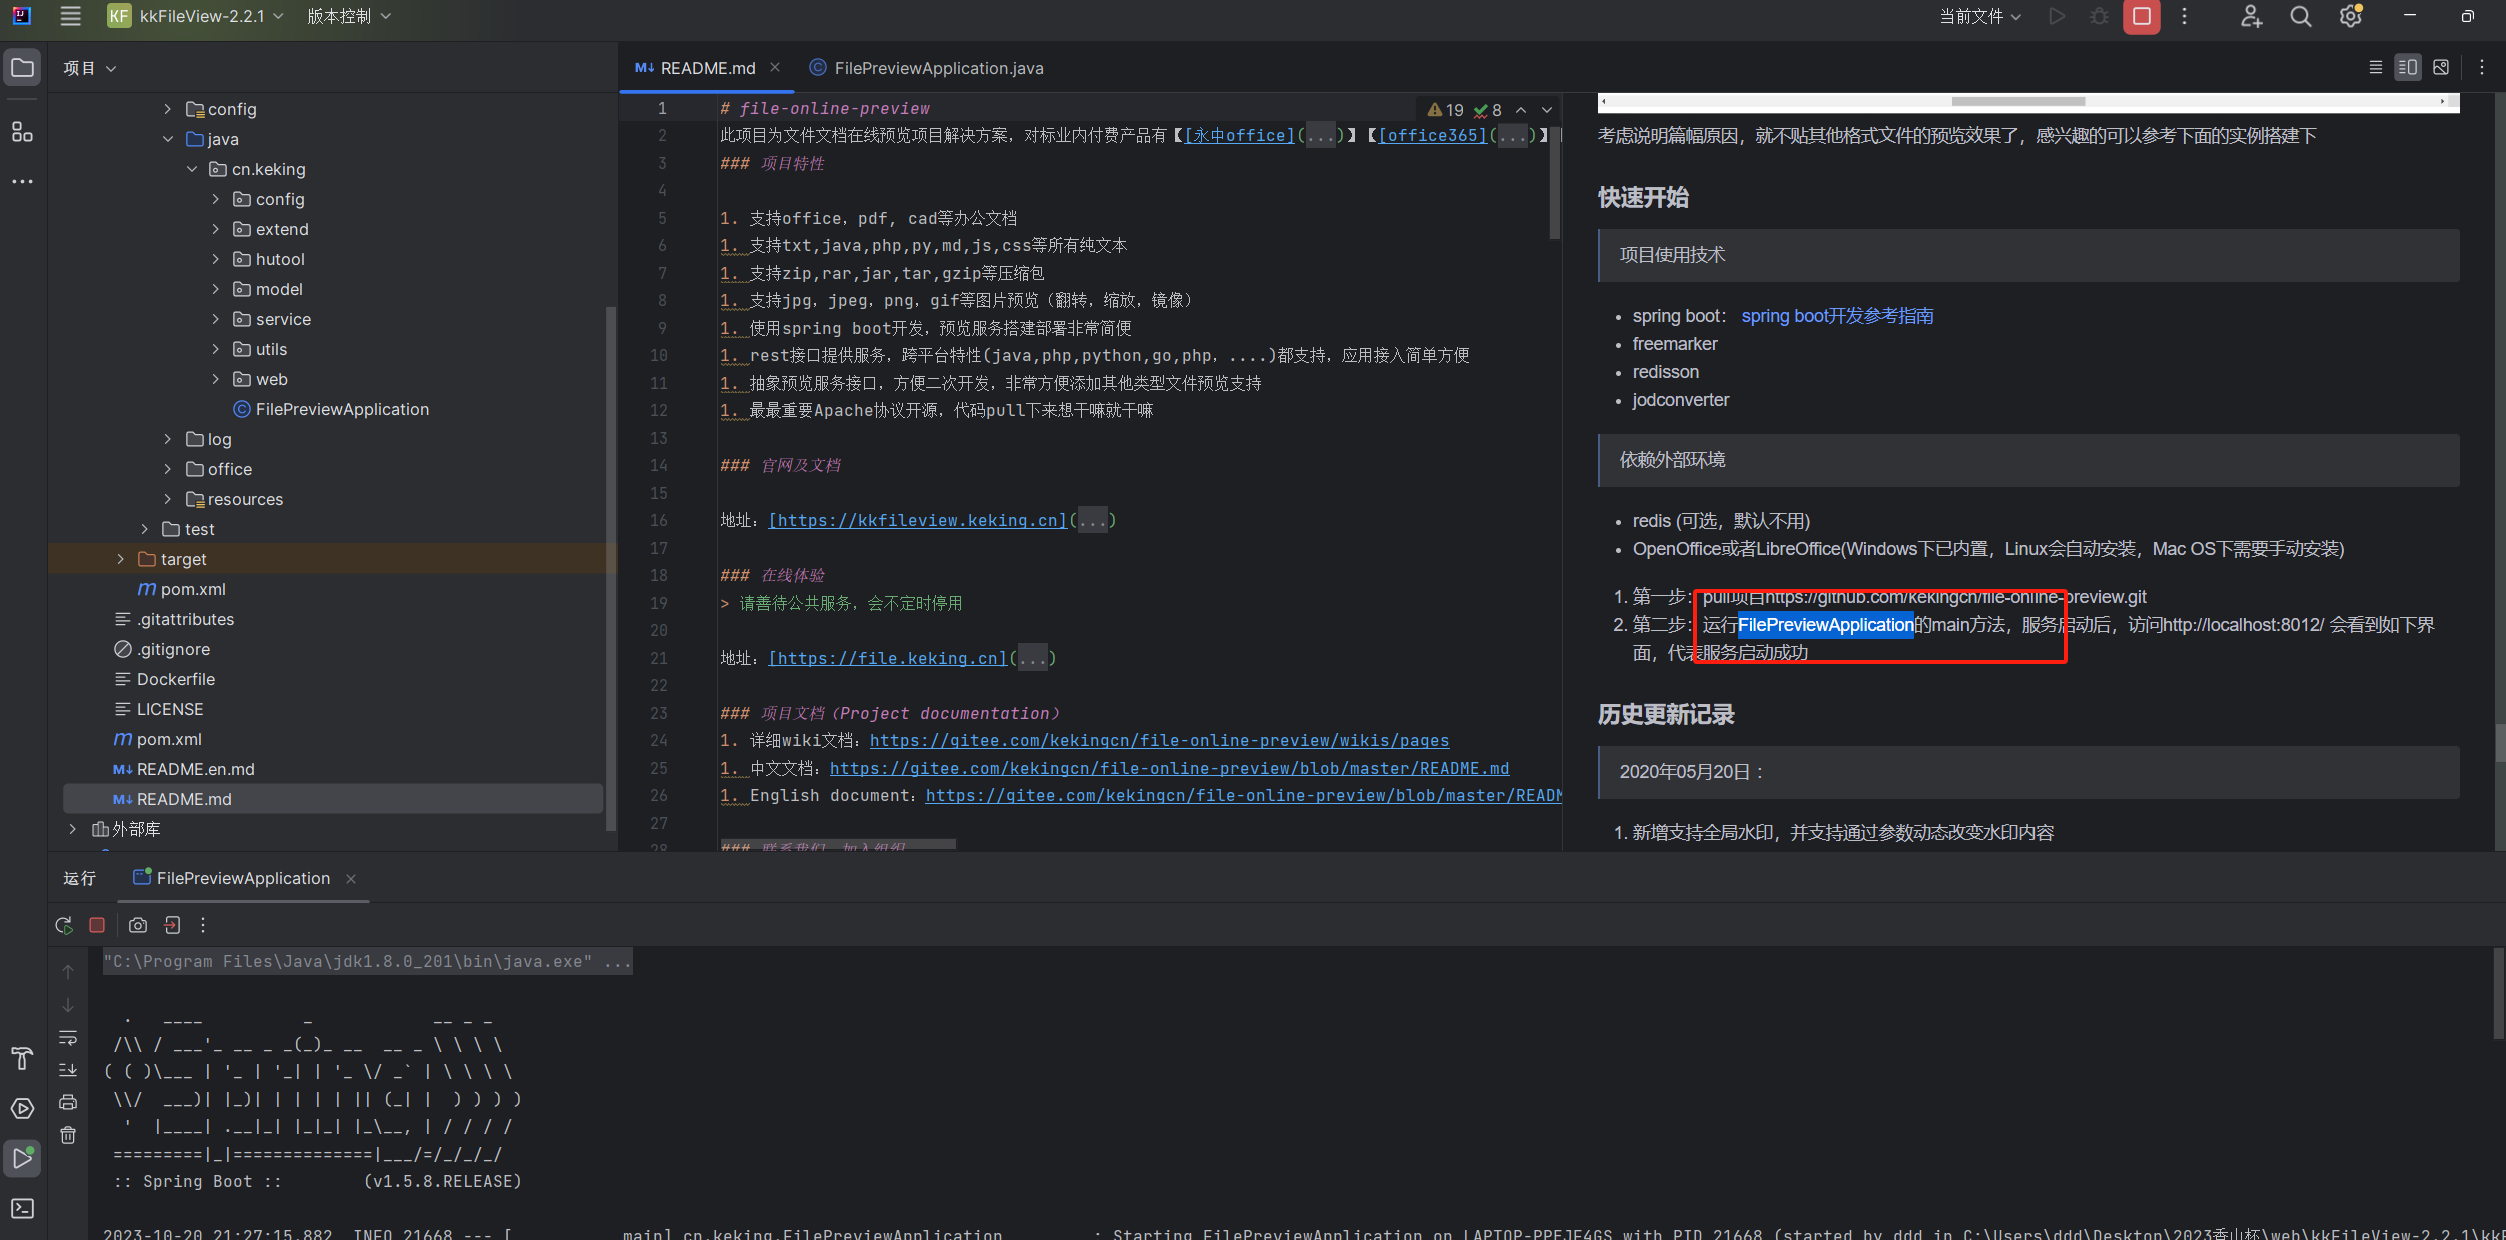 KF kkFileView-2.2.1 版本控制 当前文件
项目
README.md
FilePreviewApplication.java
config
java
cn.keking
config
extend
hutool
model
service
utils
web
FilePreviewApplication
log
office
resources
test
target
pom.xml
.gitattributes
.gitignore
Dockerfile
LICENSE
pom.xml
README.en.md
README.md
外部库
19 8
1 # file-online-preview
2 此项目为文件文档在线预览项目解决方案，对标业内付费产品有【[永中office](...)】【[office365](...)】
3 ### 项目特性
4
5 1. 支持office，pdf, cad等办公文档
6 1. 支持txt,java,php,py,md,js,css等所有纯文本
7 1. 支持zip,rar,jar,tar,gzip等压缩包
8 1. 支持jpg，jpeg，png，gif等图片预览（翻转，缩放，镜像）
9 1. 使用spring boot开发，预览服务搭建部署非常简便
10 1. rest接口提供服务，跨平台特性(java,php,python,go,php，....)都支持，应用接入简单方便
11 1. 抽象预览服务接口，方便二次开发，非常方便添加其他类型文件预览支持
12 1. 最最重要Apache协议开源，代码pull下来想干嘛就干嘛
13
14 ### 官网及文档
15
16 地址：[https://kkfileview.keking.cn](...)
17
18 ### 在线体验
19 > 请善待公共服务，会不定时停用
20
21 地址：[https://file.keking.cn](...)
22
23 ### 项目文档（Project documentation）
24 1. 详细wiki文档：https://gitee.com/kekingcn/file-online-preview/wikis/pages
25 1. 中文文档：https://gitee.com/kekingcn/file-online-preview/blob/master/README.md
26 1. English document：https://gitee.com/kekingcn/file-online-preview/blob/master/READM
27
28 ### 联系我们，加入组织
考虑说明篇幅原因，就不贴其他格式文件的预览效果了，感兴趣的可以参考下面的实例搭建下
快速开始
项目使用技术
• spring boot： spring boot开发参考指南
• freemarker
• redisson
• jodconverter
依赖外部环境
• redis (可选，默认不用)
• OpenOffice或者LibreOffice(Windows下已内置，Linux会自动安装，Mac OS下需要手动安装)
1. 第一步：pull项目https://github.com/kekingcn/file-online-preview.git
2. 第二步：运行FilePreviewApplication的main方法，服务启动后，访问http://localhost:8012/ 会看到如下界
面，代表服务启动成功
历史更新记录
2020年05月20日 ：
1. 新增支持全局水印，并支持通过参数动态改变水印内容
运行 FilePreviewApplication
"C:\Program Files\Java\jdk1.8.0_201\bin\java.exe" ...
  .   ____          _            __ _ _
 /\\ / ___'_ __ _ _(_)_ __  __ _ \ \ \ \
( ( )\___ | '_ | '_| | '_ \/ _` | \ \ \ \
 \\/  ___)| |_)| | | | | || (_| |  ) ) ) )
  '  |____| .__|_| |_|_| |_\__, | / / / /
 =========|_|==============|___/=/_/_/_/
 :: Spring Boot ::        (v1.5.8.RELEASE)
2023-10-20 21:27:15.882  INFO 21668 --- [           main] cn.keking.FilePreviewApplication         : Starting FilePreviewApplication on LAPTOP-PPEJE4GS with PID 21668 (started by ddd in C:\Users\ddd\Desktop\2023香山杯\web\kkFileView-2.2.1\kkF